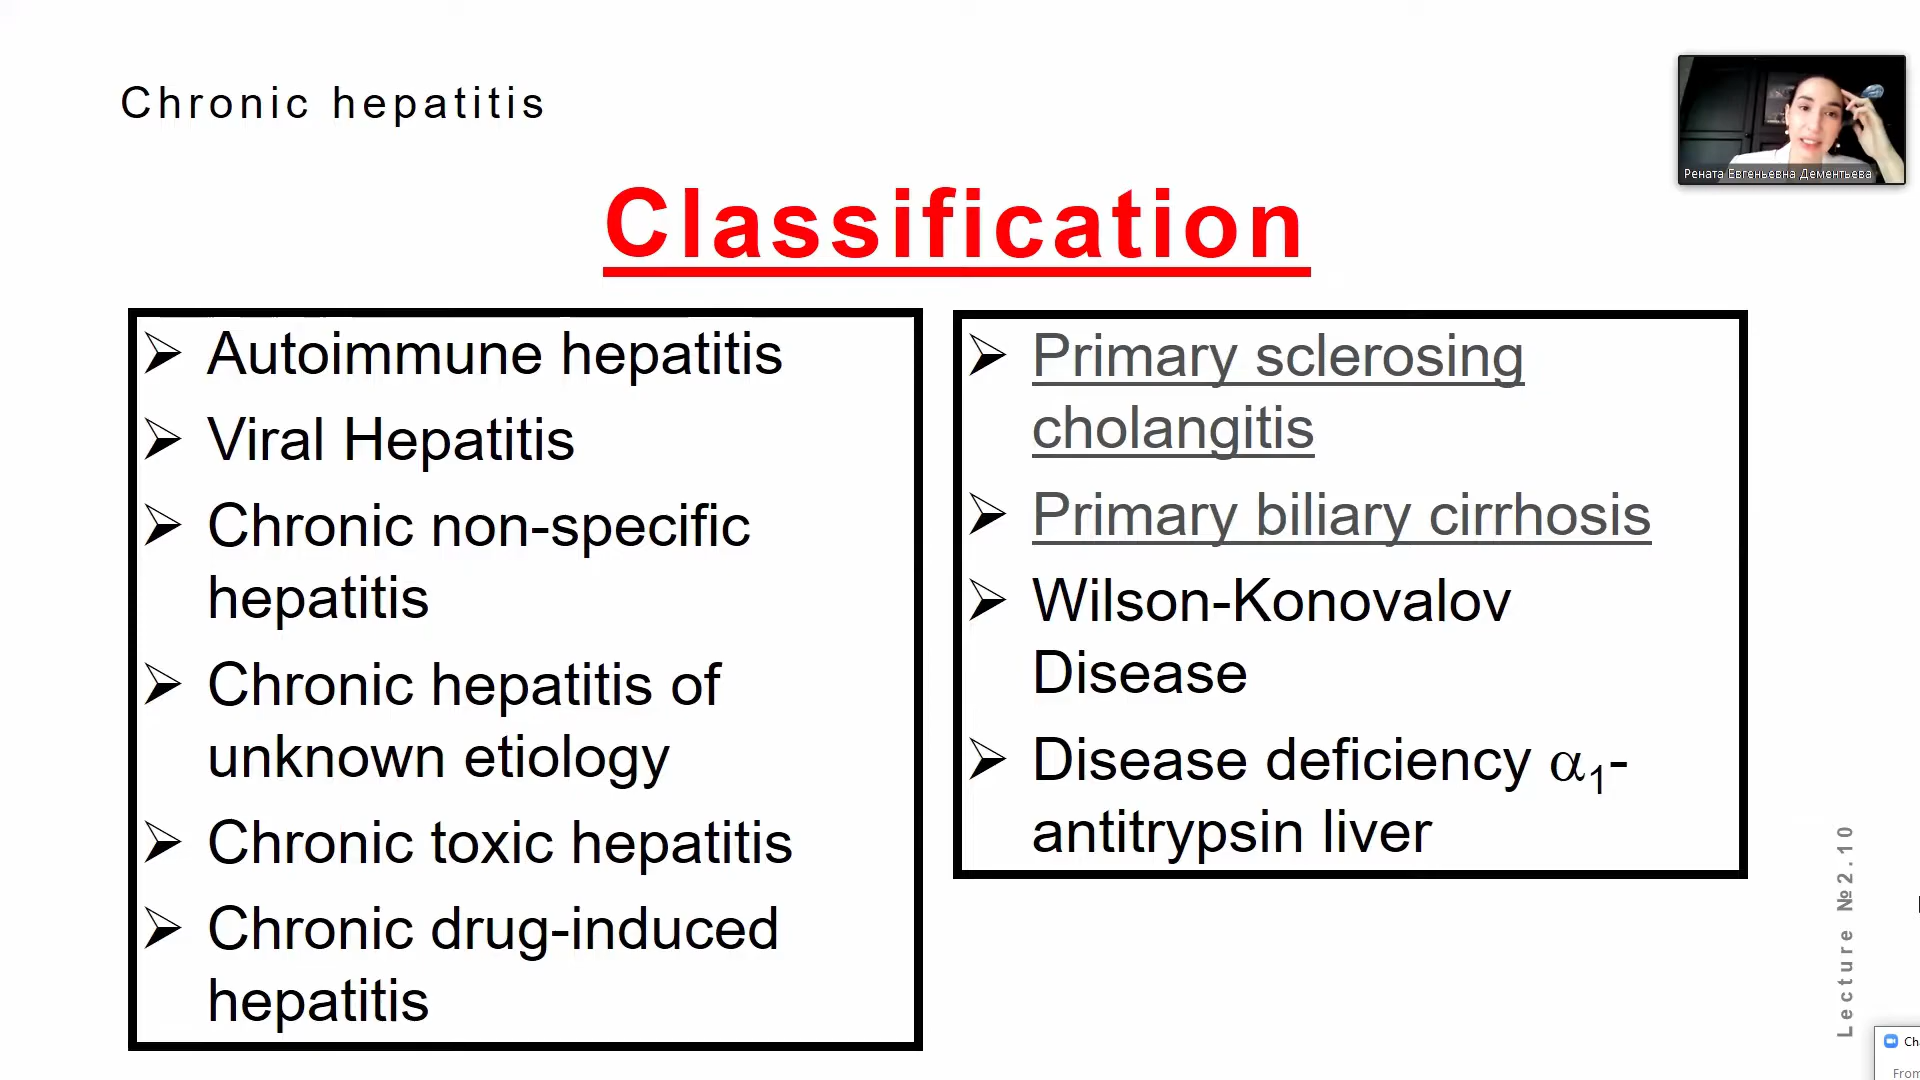 Chronic hepatitis
Рената Евгеньевна Дементьева
Classification
➢ Autoimmune hepatitis
➢ Viral Hepatitis
➢ Chronic non-specific
hepatitis
➢ Chronic hepatitis of
unknown etiology
➢ Chronic toxic hepatitis
➢ Chronic drug-induced
hepatitis
➢ Primary sclerosing
cholangitis
➢ Primary biliary cirrhosis
➢ Wilson-Konovalov
Disease
➢ Disease deficiency α₁-
antitrypsin liver
Lecture №2.10
From